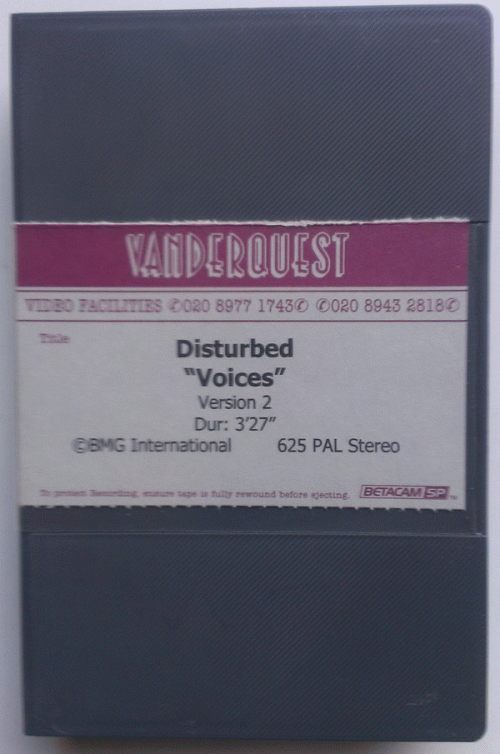 VANDERQUEST
VIDEO FACILITIES ✆020 8977 1743✆ ✆020 8943 2818✆
Title
Disturbed
"Voices"
Version 2
Dur: 3'27"
©BMG International 625 PAL Stereo
To protect Recording, ensure tape is fully rewound before ejecting. BETACAM SP ™